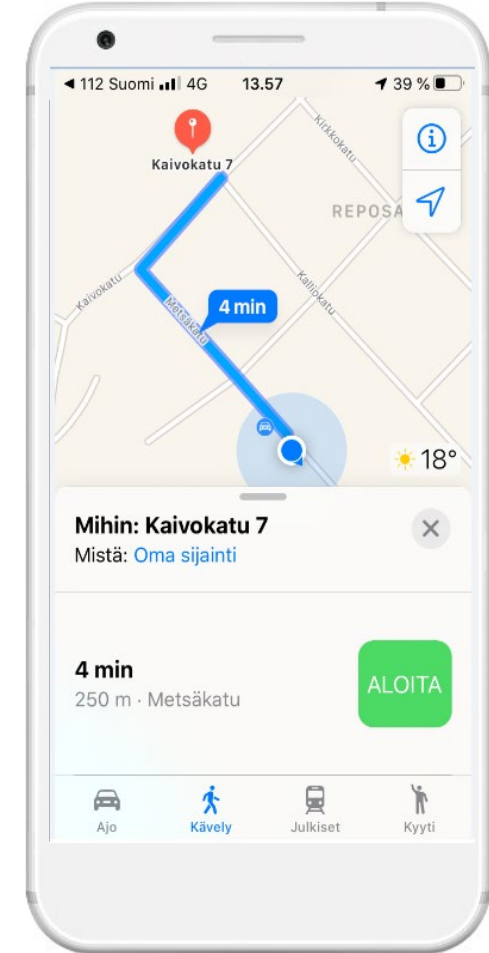 ◀ 112 Suomi 4G 13.57 39 %
Kirkkokatu
Kaivokatu 7
REPOSA
Kaivokatu
Kalliokatu
4 min
Metsäkatu
18°
Mihin: Kaivokatu 7
Mistä: Oma sijainti
4 min
250 m · Metsäkatu
ALOITA
Ajo Kävely Julkiset Kyyti